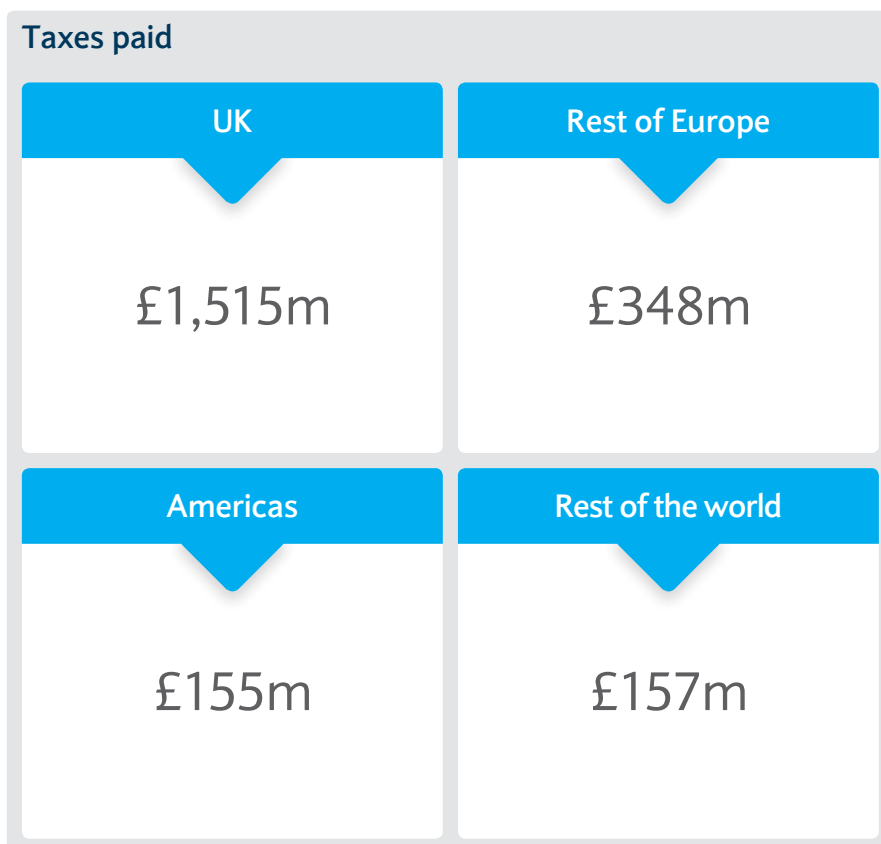 Taxes paid
UK
£1,515m
Rest of Europe
£348m
Americas
£155m
Rest of the world
£157m